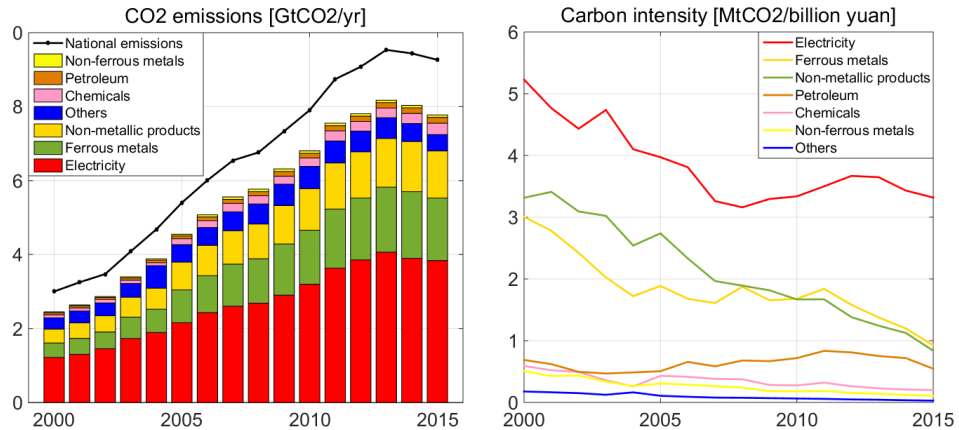 CO2 emissions [GtCO2/yr]
0
8
6
4
2
0
National emissions
Non-ferrous metals
Petroleum
Chemicals
Others
Non-metallic products
Ferrous metals
Electricity
2000
2005
2010
2015
Carbon intensity [MtCO2/billion yuan]
6
5
4
3
2
1
0
Electricity
Ferrous metals
Non-metallic products
Petroleum
Chemicals
Non-ferrous metals
Others
2000
2005
2010
2015